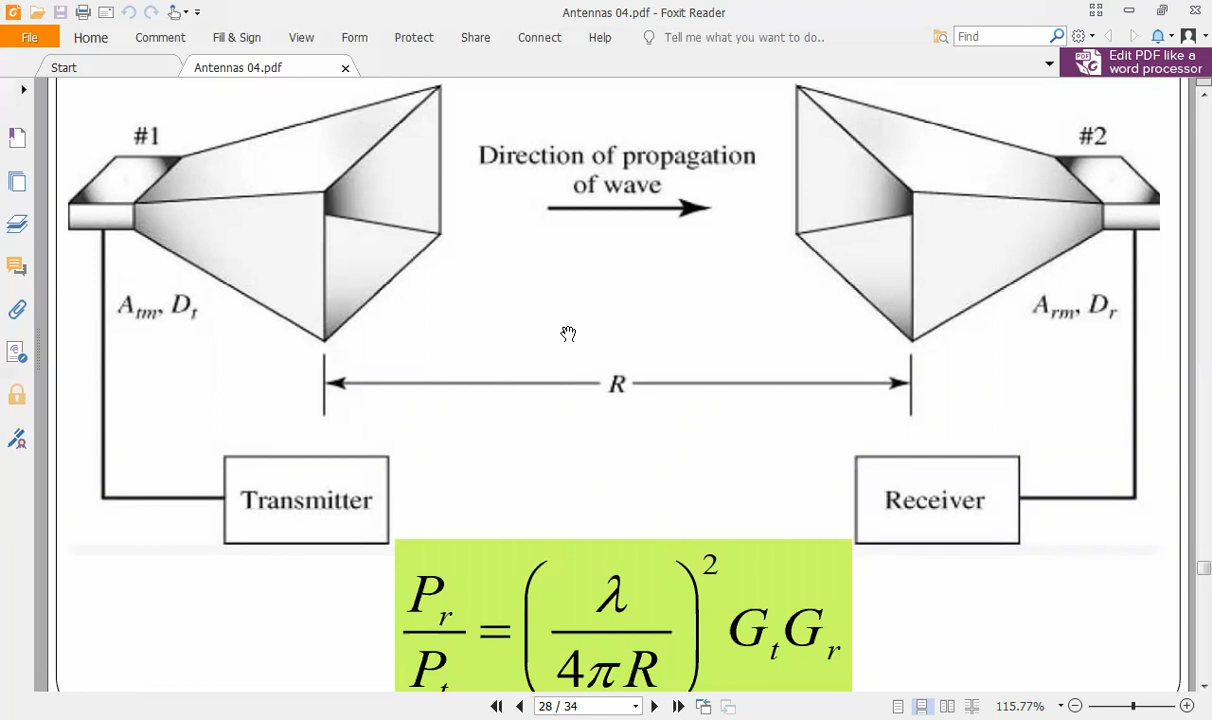 Antennas 04.pdf - Foxit Reader
File Home Comment Fill & Sign View Form Protect Share Connect Help Tell me what you want to do.. Find
Start Antennas 04.pdf Edit PDF like a
word processor
#1 #2
Direction of propagation
of wave
A_tm, D_t A_rm, D_r
R
Transmitter Receiver
P_r / P_t = (λ / 4πR)² G_t G_r
28 / 34 115.77%